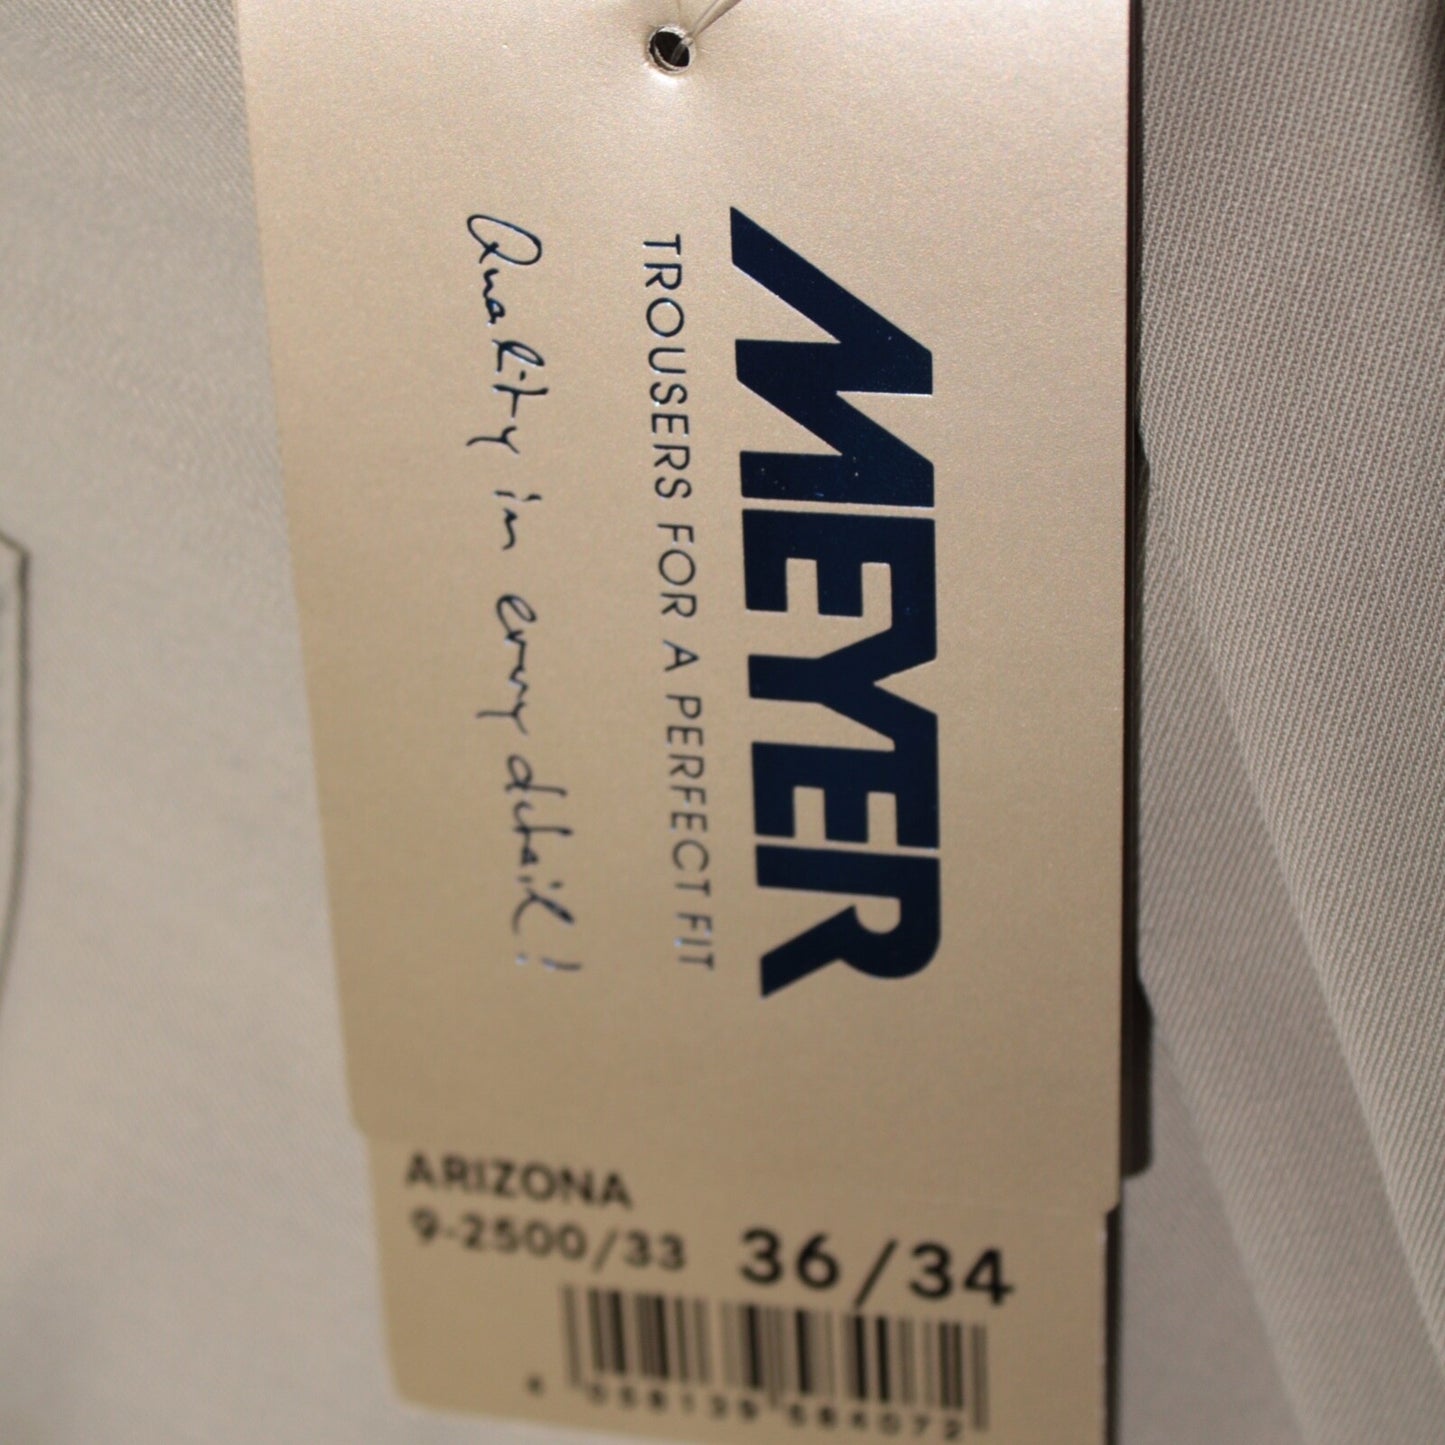 MEYER
TROUSERS FOR A PERFECT FIT
Quality in every detail!
ARIZONA
9-2500/33 36/34